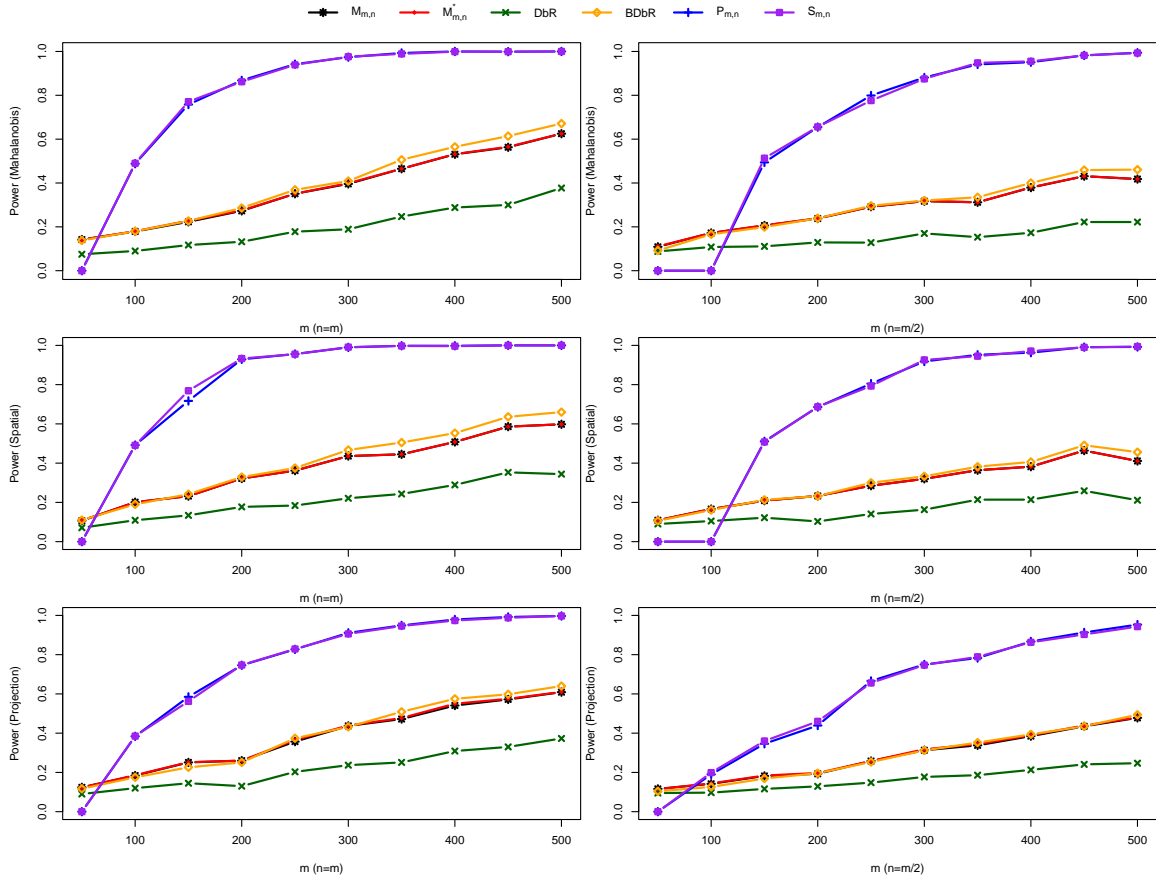 M_{m,n} M^*_{m,n} DbR BDbR P_{m,n} S_{m,n}
Power (Mahalanobis)
0.0 0.2 0.4 0.6 0.8 1.0
100 200 300 400 500
m (n=m)
Power (Mahalanobis)
0.0 0.2 0.4 0.6 0.8 1.0
100 200 300 400 500
m (n=m/2)
Power (Spatial)
0.0 0.2 0.4 0.6 0.8 1.0
100 200 300 400 500
m (n=m)
Power (Spatial)
0.0 0.2 0.4 0.6 0.8 1.0
100 200 300 400 500
m (n=m/2)
Power (Projection)
0.0 0.2 0.4 0.6 0.8 1.0
100 200 300 400 500
m (n=m)
Power (Projection)
0.0 0.2 0.4 0.6 0.8 1.0
100 200 300 400 500
m (n=m/2)